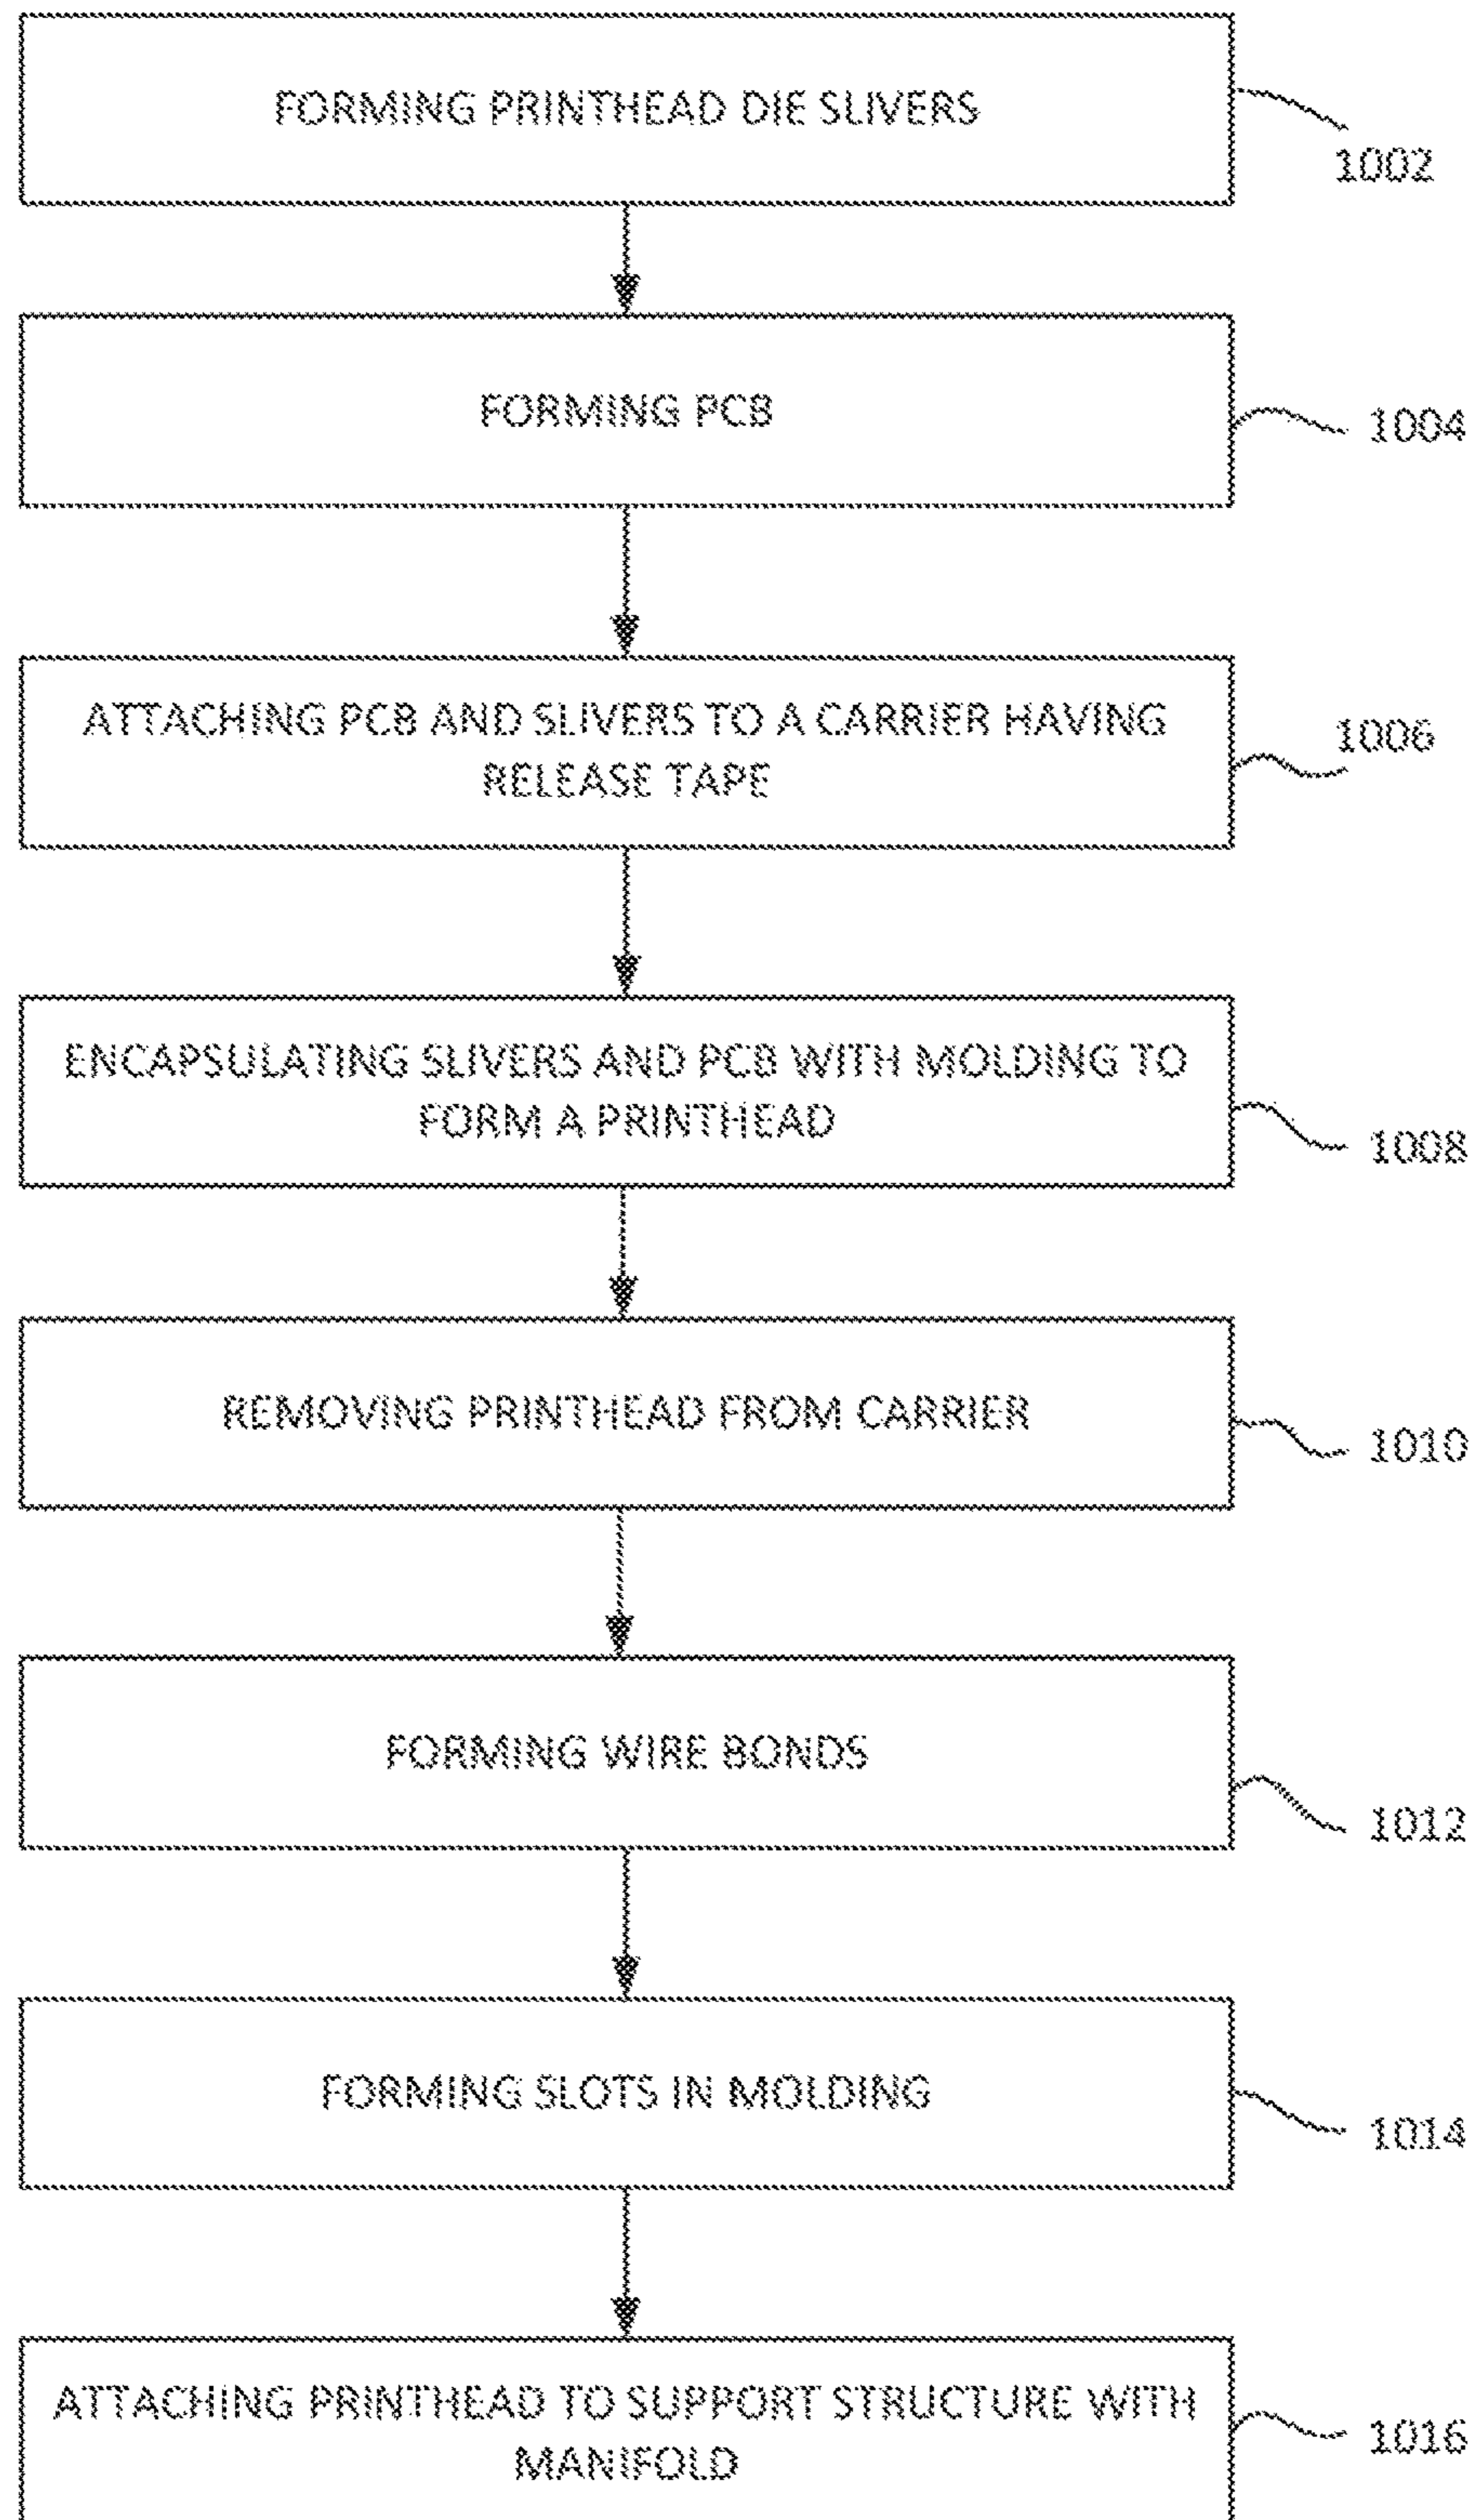 FORMING PRINTHEAD DIE SLIVERS
1002
FORMING PCB
1004
ATTACHING PCB AND SLIVERS TO A CARRIER HAVING
RELEASE TAPE
1006
ENCAPSULATING SLIVERS AND PCB WITH MOLDING TO
FORM A PRINTHEAD
1008
REMOVING PRINTHEAD FROM CARRIER
1010
FORMING WIRE BONDS
1012
FORMING SLOTS IN MOLDING
1014
ATTACHING PRINTHEAD TO SUPPORT STRUCTURE WITH
MANIFOLD
1016